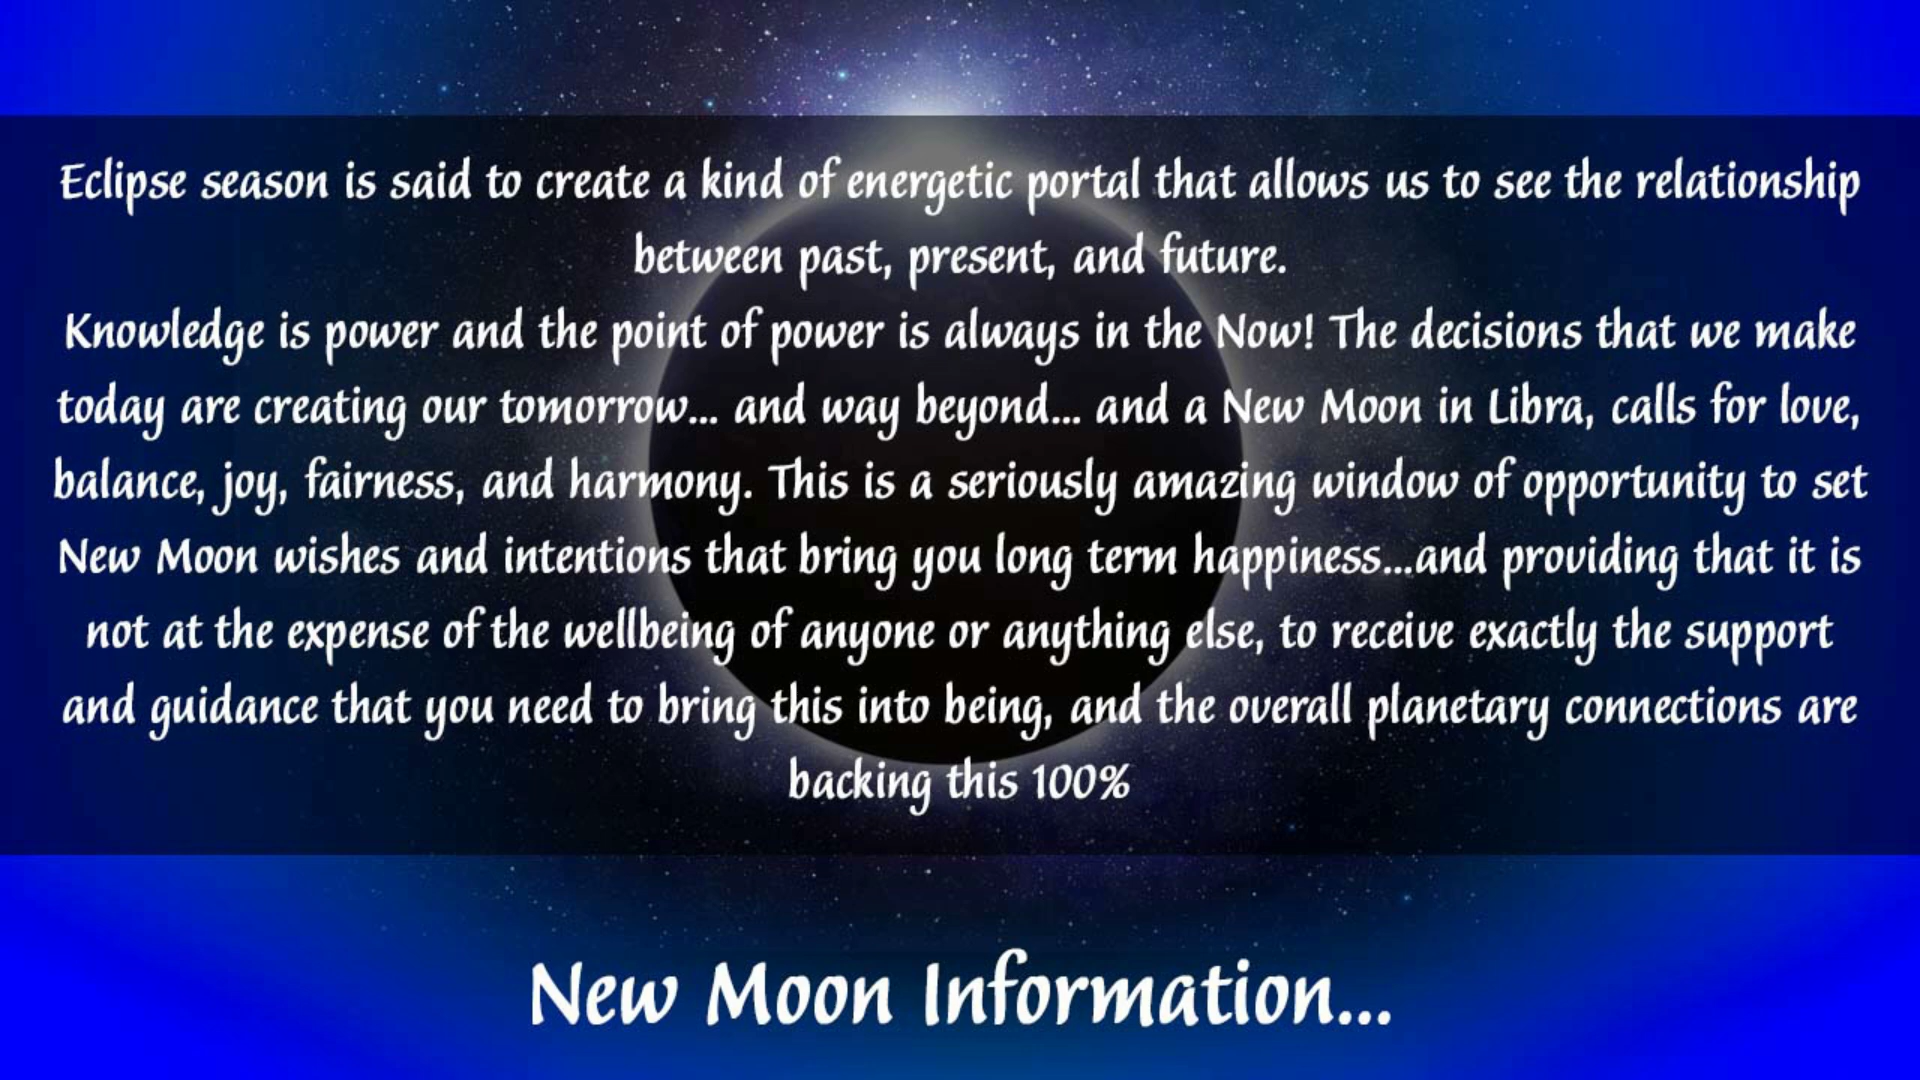 Eclipse season is said to create a kind of energetic portal that allows us to see the relationship
between past, present, and future.
Knowledge is power and the point of power is always in the Now! The decisions that we make
today are creating our tomorrow... and way beyond... and a New Moon in Libra, calls for love,
balance, joy, fairness, and harmony. This is a seriously amazing window of opportunity to set
New Moon wishes and intentions that bring you long term happiness...and providing that it is
not at the expense of the wellbeing of anyone or anything else, to receive exactly the support
and guidance that you need to bring this into being, and the overall planetary connections are
backing this 100%
New Moon Information...